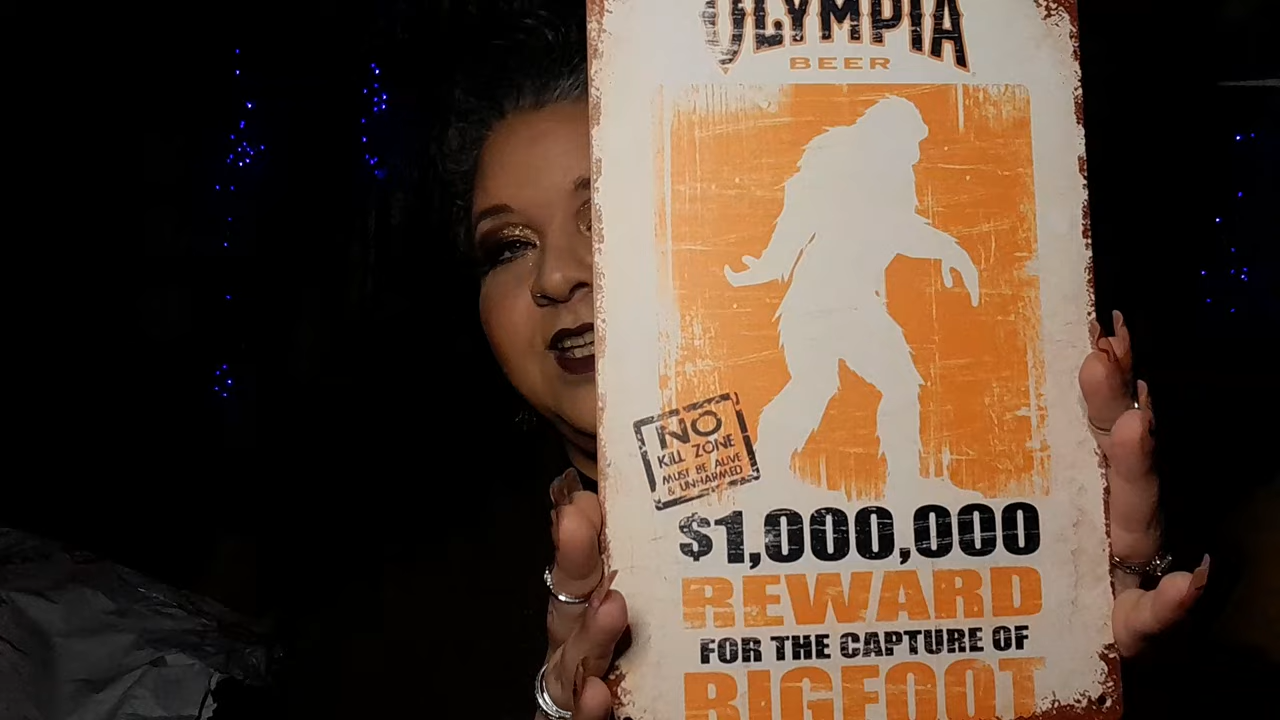 OLYMPIA
BEER
NO
KILL ZONE
MUST BE ALIVE
& UNHARMED
$1,000,000
REWARD
FOR THE CAPTURE OF
BIGFOOT